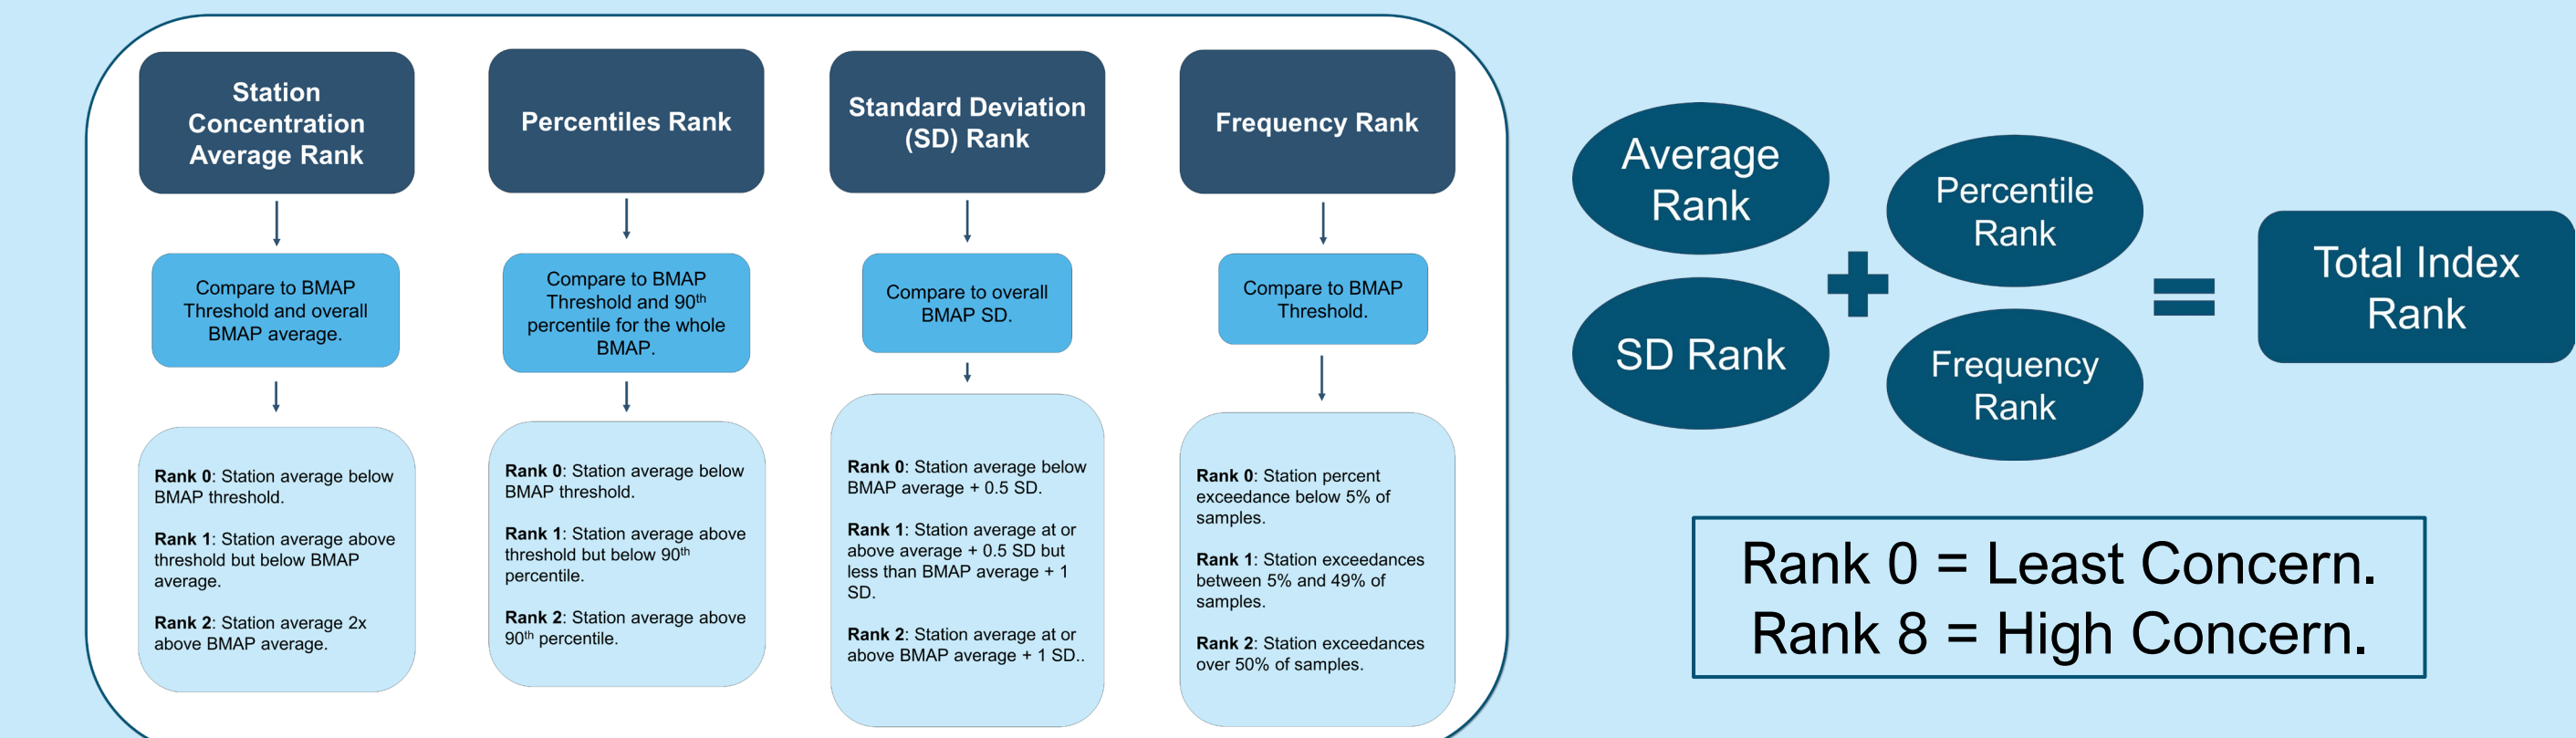 Station
Concentration
Average Rank
Compare to BMAP
Threshold and overall
BMAP average.
Rank 0: Station average below
BMAP threshold.
Rank 1: Station average above
threshold but below BMAP
average.
Rank 2: Station average 2x
above BMAP average.
Percentiles Rank
Compare to BMAP
Threshold and 90th
percentile for the whole
BMAP.
Rank 0: Station average below
BMAP threshold.
Rank 1: Station average above
threshold but below 90th
percentile.
Rank 2: Station average above
90th percentile.
Standard Deviation
(SD) Rank
Compare to overall
BMAP SD.
Rank 0: Station average below
BMAP average + 0.5 SD.
Rank 1: Station average at or
above average + 0.5 SD but
less than BMAP average + 1
SD.
Rank 2: Station average at or
above BMAP average + 1 SD..
Frequency Rank
Compare to BMAP
Threshold.
Rank 0: Station percent
exceedance below 5% of
samples.
Rank 1: Station exceedances
between 5% and 49% of
samples.
Rank 2: Station exceedances
over 50% of samples.
Average
Rank
SD Rank
+
Percentile
Rank
Frequency
Rank
=
Total Index
Rank
Rank 0 = Least Concern.
Rank 8 = High Concern.